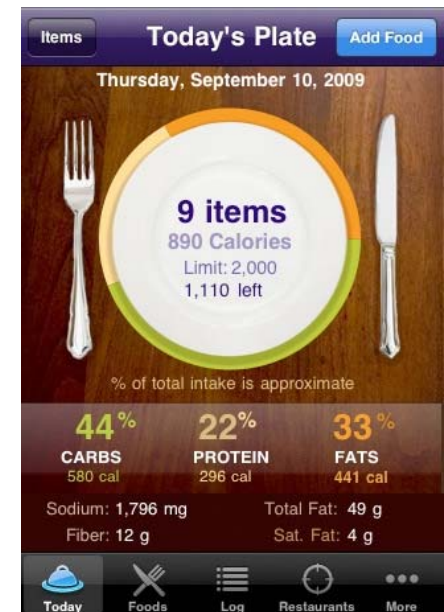 Items Today's Plate Add Food
Thursday, September 10, 2009
9 items
890 Calories
Limit: 2,000
1,110 left
% of total intake is approximate
44% 22% 33%
CARBS PROTEIN FATS
580 cal 296 cal 441 cal
Sodium: 1,796 mg Total Fat: 49 g
Fiber: 12 g Sat. Fat: 4 g
Today Foods Log Restaurants More